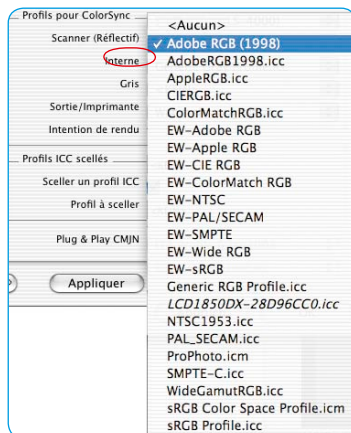 Profils pour ColorSync
Scanner (Réflectif)
Interne
Gris
Sortie/Imprimante
Intention de rendu
Profils ICC scellés
Sceller un profil ICC
Profil à sceller
Plug & Play CMJN
Appliquer
<Aucun>
✓ Adobe RGB (1998)
AdobeRGB1998.icc
AppleRGB.icc
CIERGB.icc
ColorMatchRGB.icc
EW-Adobe RGB
EW-Apple RGB
EW-CIE RGB
EW-ColorMatch RGB
EW-NTSC
EW-PAL/SECAM
EW-SMPTE
EW-Wide RGB
EW-sRGB
Generic RGB Profile.icc
LCD1850DX-28D96CC0.icc
NTSC1953.icc
PAL_SECAM.icc
ProPhoto.icm
SMPTE-C.icc
WideGamutRGB.icc
sRGB Color Space Profile.icm
sRGB Profile.icc